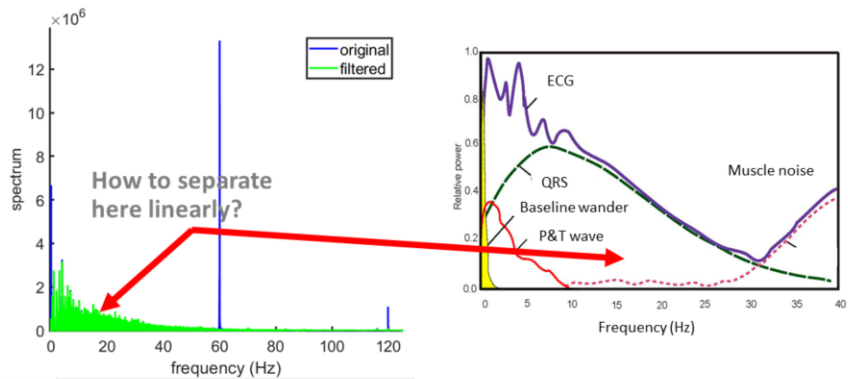 ×10^6
original
filtered
12
10
8
6
4
2
0
spectrum
How to separate
here linearly?
0 20 40 60 80 100 120
frequency (Hz)
1.0
0.8
0.6
0.4
0.2
0.0
Relative power
ECG
QRS
Baseline wander
P&T wave
Muscle noise
0 5 10 15 20 25 30 35 40
Frequency (Hz)